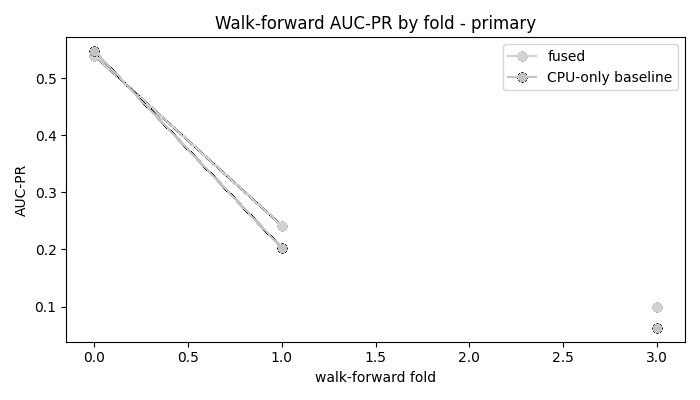 Walk-forward AUC-PR by fold - primary
fused
CPU-only baseline
AUC-PR
0.5
0.4
0.3
0.2
0.1
0.0 0.5 1.0 1.5 2.0 2.5 3.0
walk-forward fold